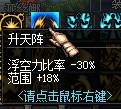 升天阵
浮空力比率 -30%
范围 +18%
<请点击鼠标右键>